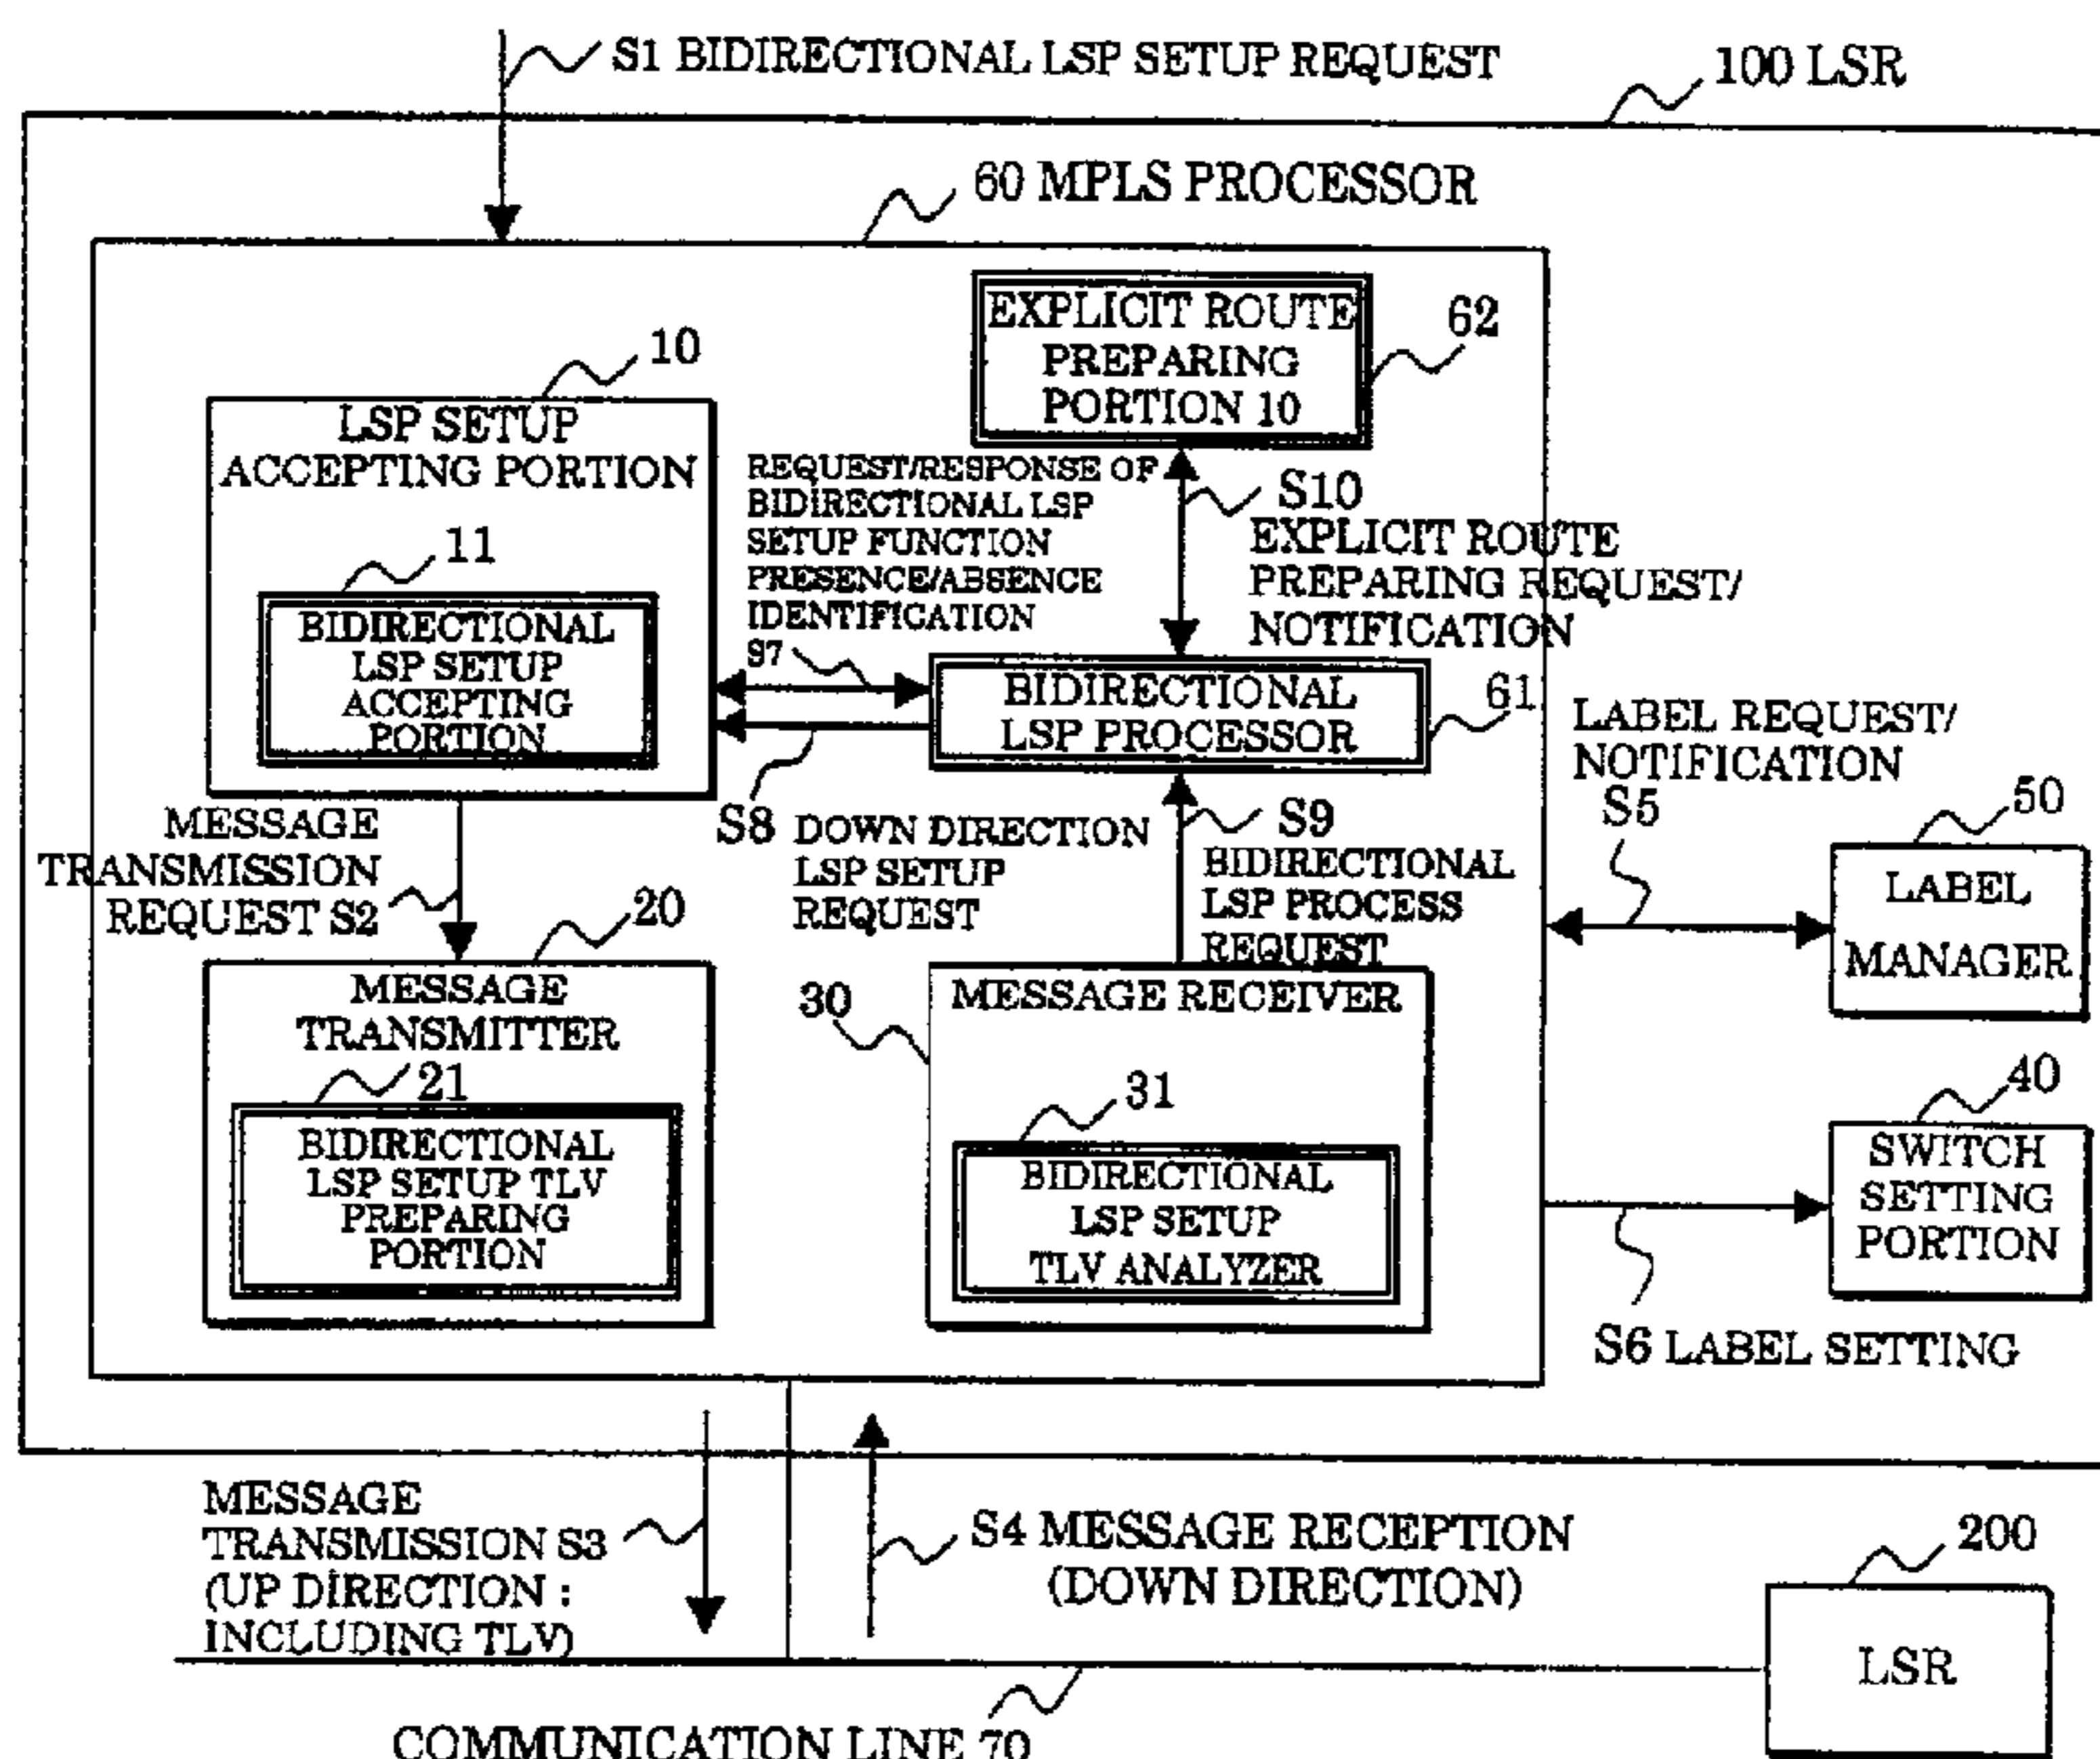 S1 BIDIRECTIONAL LSP SETUP REQUEST
100 LSR
60 MPLS PROCESSOR
EXPLICIT ROUTE
PREPARING
PORTION 10
62
10
LSP SETUP
ACCEPTING PORTION
11
BIDIRECTIONAL
LSP SETUP
ACCEPTING
PORTION
REQUEST/RESPONSE OF
BIDIRECTIONAL LSP
SETUP FUNCTION
PRESENCE/ABSENCE
IDENTIFICATION
S7
S10
EXPLICIT ROUTE
PREPARING REQUEST/
NOTIFICATION
BIDIRECTIONAL
LSP PROCESSOR
61
LABEL REQUEST/
NOTIFICATION
S5
50
LABEL
MANAGER
MESSAGE
TRANSMISSION
REQUEST S2
S8 DOWN DIRECTION
LSP SETUP
REQUEST
S9
BIDIRECTIONAL
LSP PROCESS
REQUEST
20
MESSAGE
TRANSMITTER
21
BIDIRECTIONAL
LSP SETUP TLV
PREPARING
PORTION
30
MESSAGE RECEIVER
31
BIDIRECTIONAL
LSP SETUP
TLV ANALYZER
40
SWITCH
SETTING
PORTION
S6 LABEL SETTING
MESSAGE
TRANSMISSION S3
(UP DIRECTION :
INCLUDING TLV)
S4 MESSAGE RECEPTION
(DOWN DIRECTION)
200
LSR
COMMUNICATION LINE 70